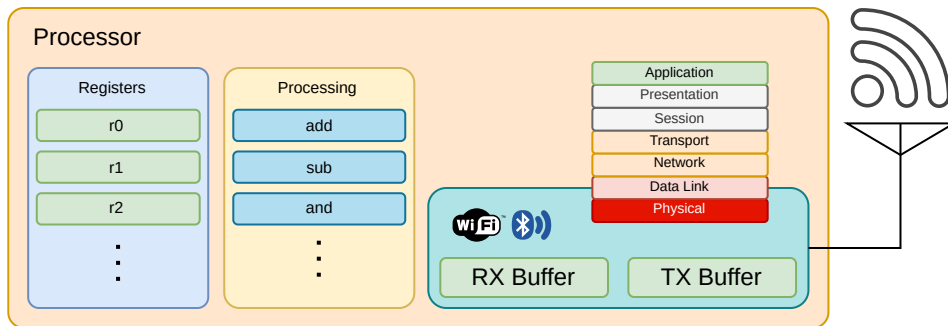 Processor
Registers
r0
r1
r2
Processing
add
sub
and
Application
Presentation
Session
Transport
Network
Data Link
Physical
WiFi™
RX Buffer
TX Buffer